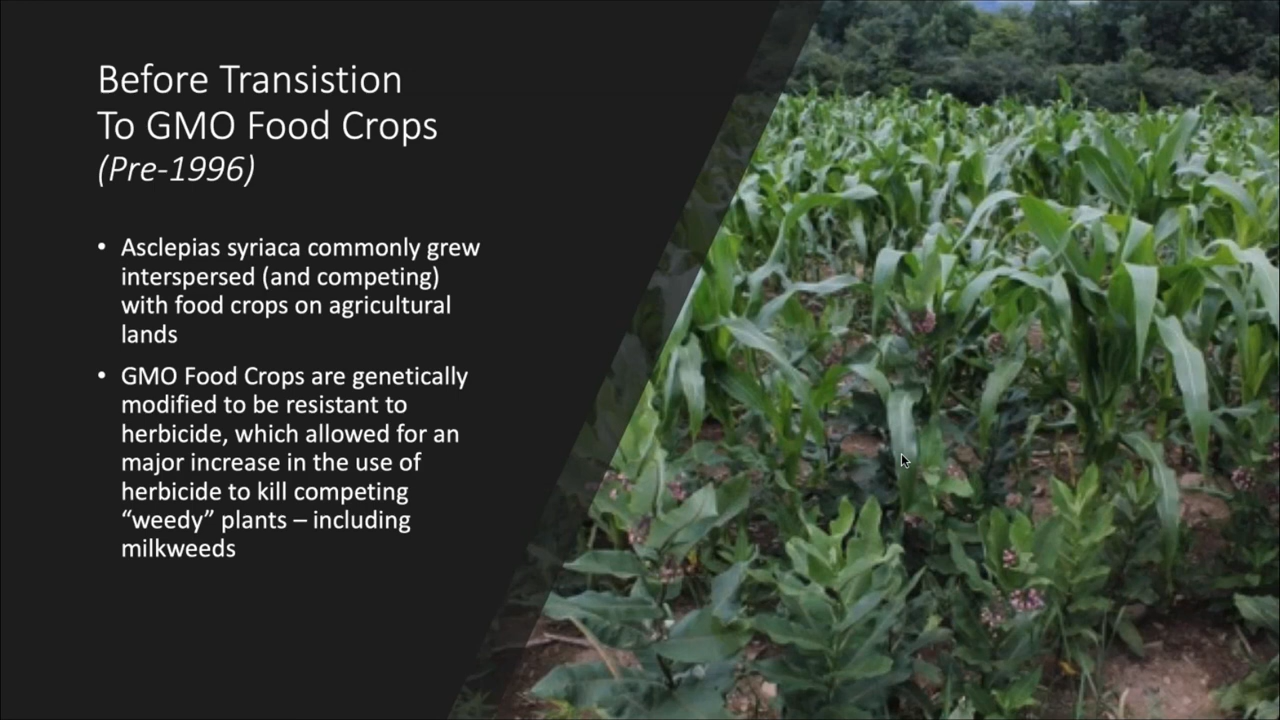 Before Transistion
To GMO Food Crops
(Pre-1996)
• Asclepias syriaca commonly grew
interspersed (and competing)
with food crops on agricultural
lands
• GMO Food Crops are genetically
modified to be resistant to
herbicide, which allowed for an
major increase in the use of
herbicide to kill competing
“weedy” plants – including
milkweeds